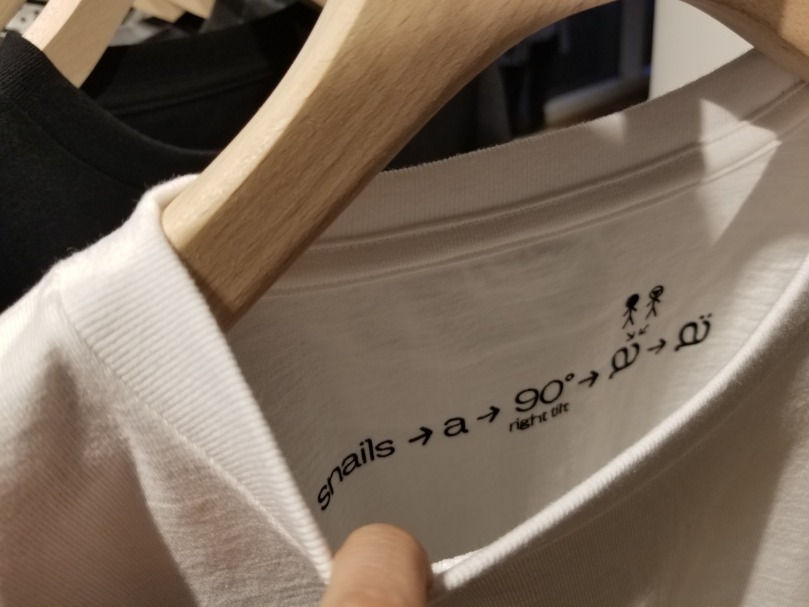 snails → a → 90° → ą → ą̈
right tilt